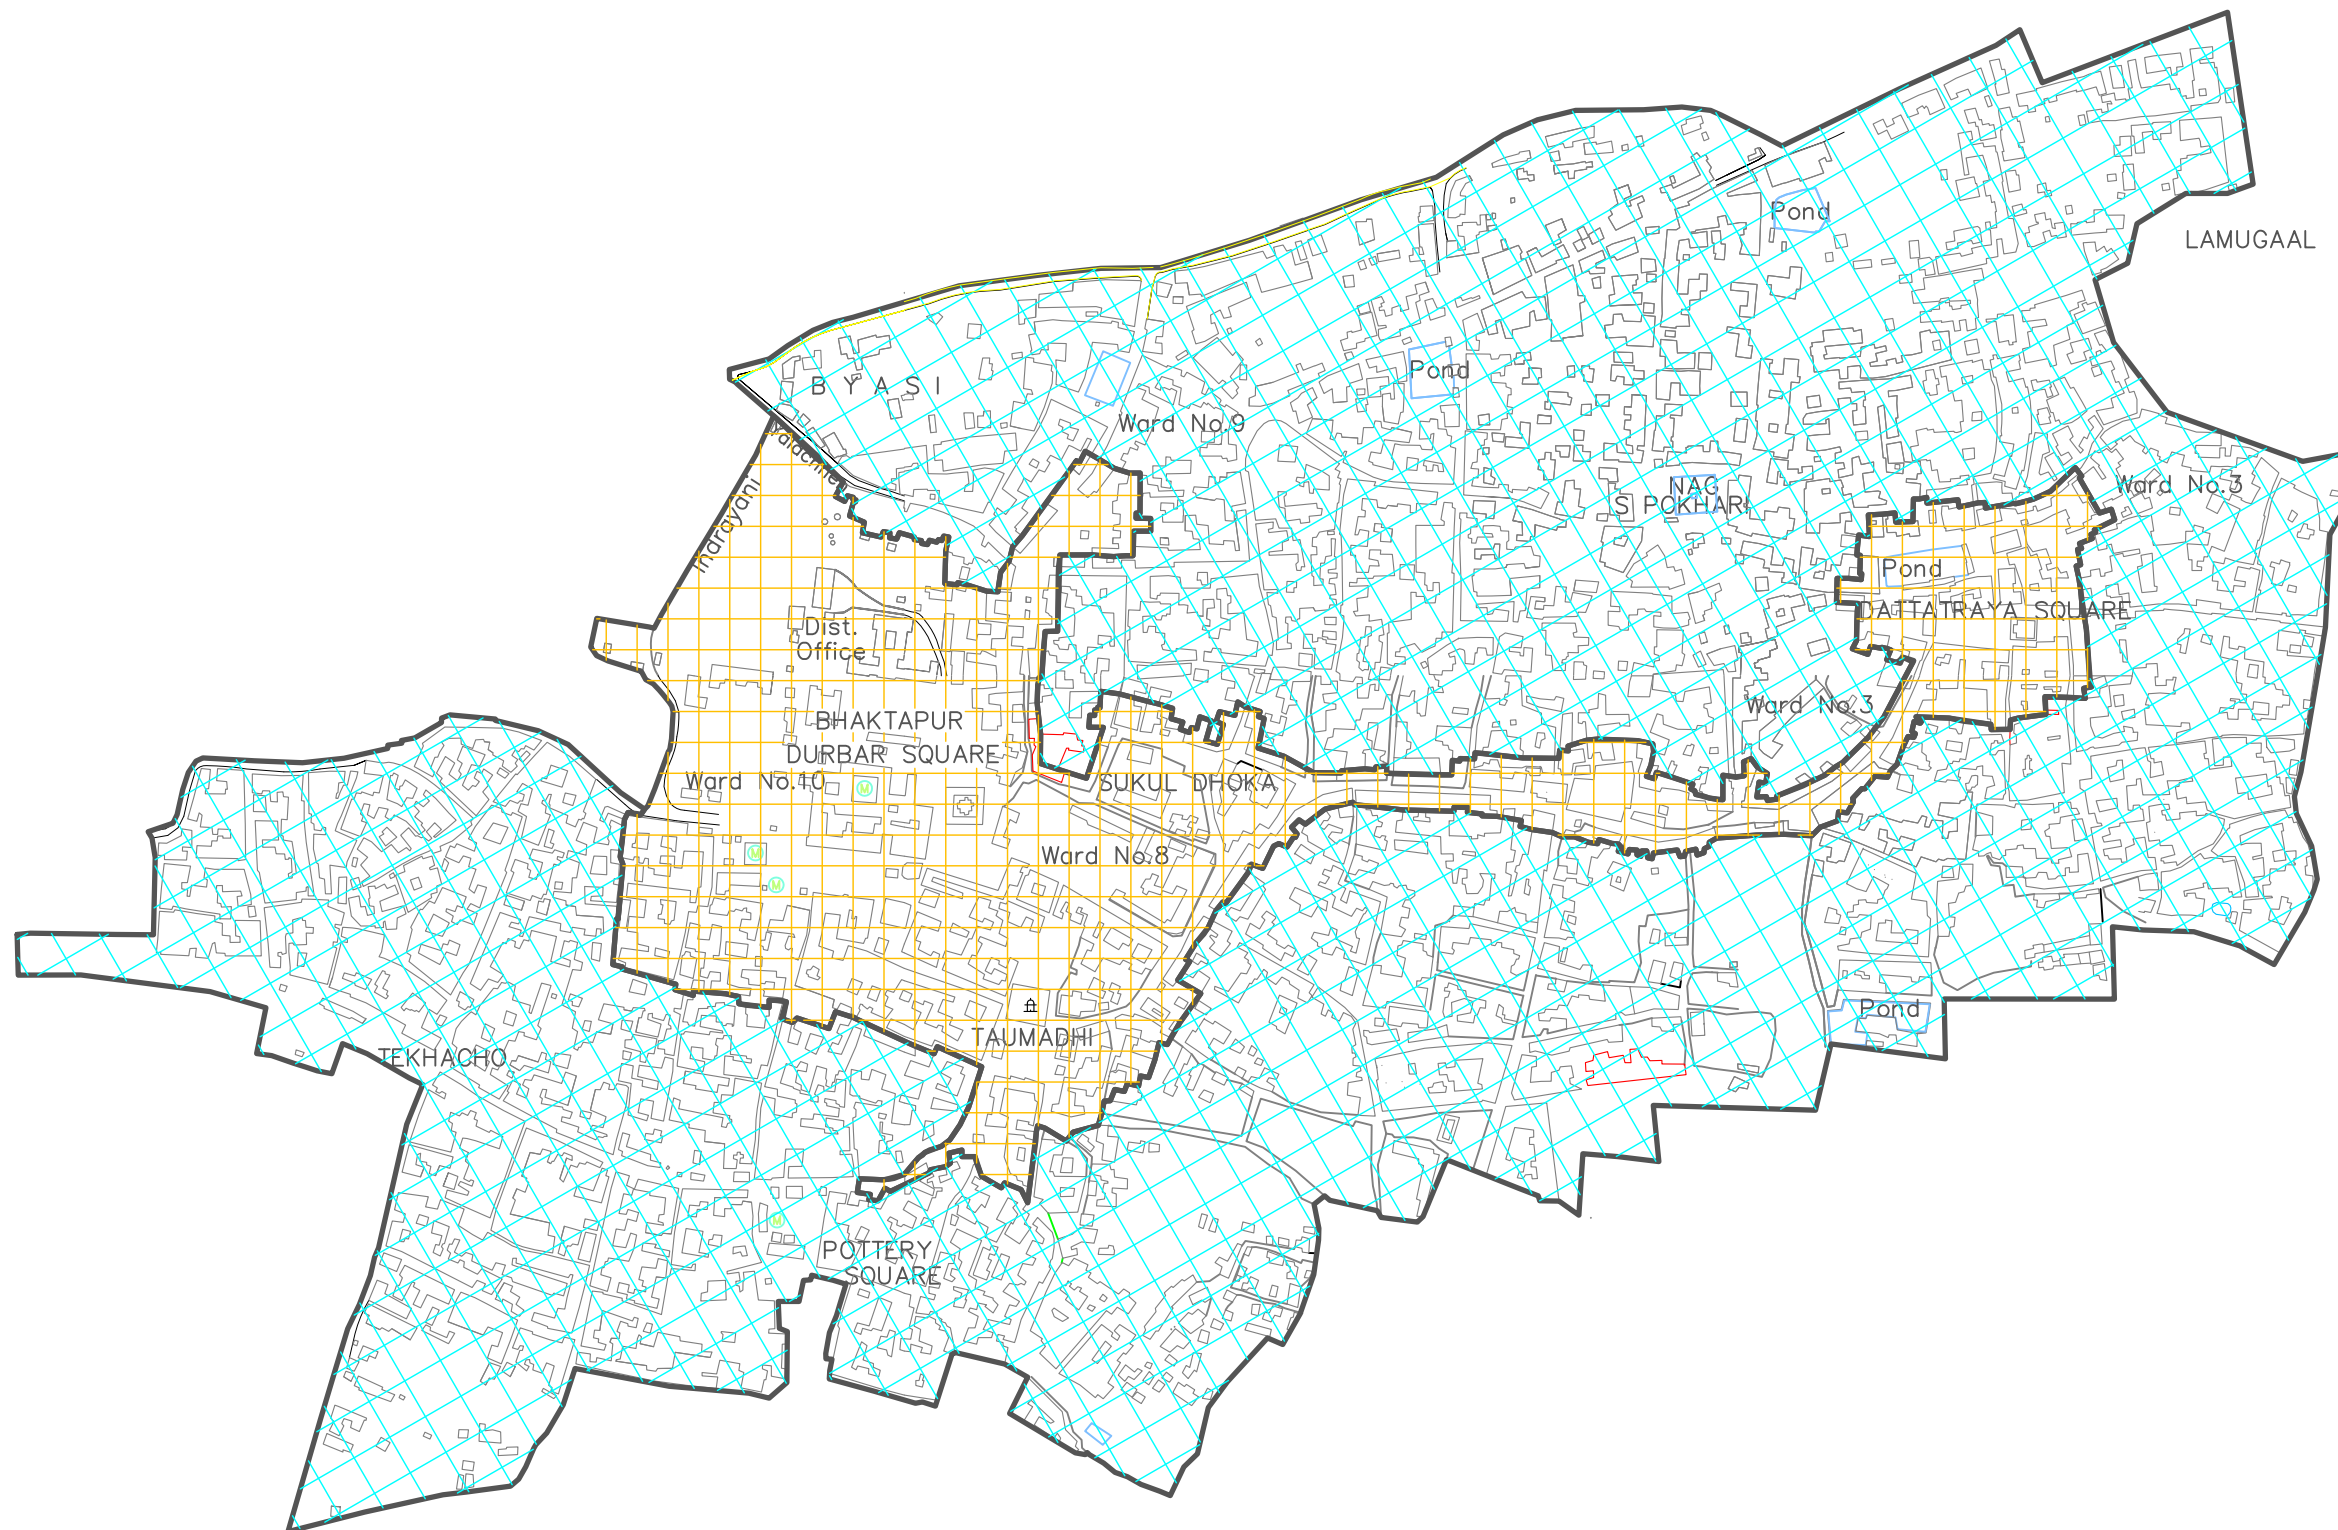 Pond
LAMUGAAL
Pond
B Y A S I
Ward No.9
Indrayani
NAG
S POKHARI
Ward No.3
Pond
DATTATRAYA SQUARE
Dist.
Office
Ward No.3
BHAKTAPUR
DURBAR SQUARE
Ward No.10
M
SUKUL DHOKA
Ward No.8
M
M
Pond
TAUMADHI
TEKHACHO
M
POTTERY
SQUARE